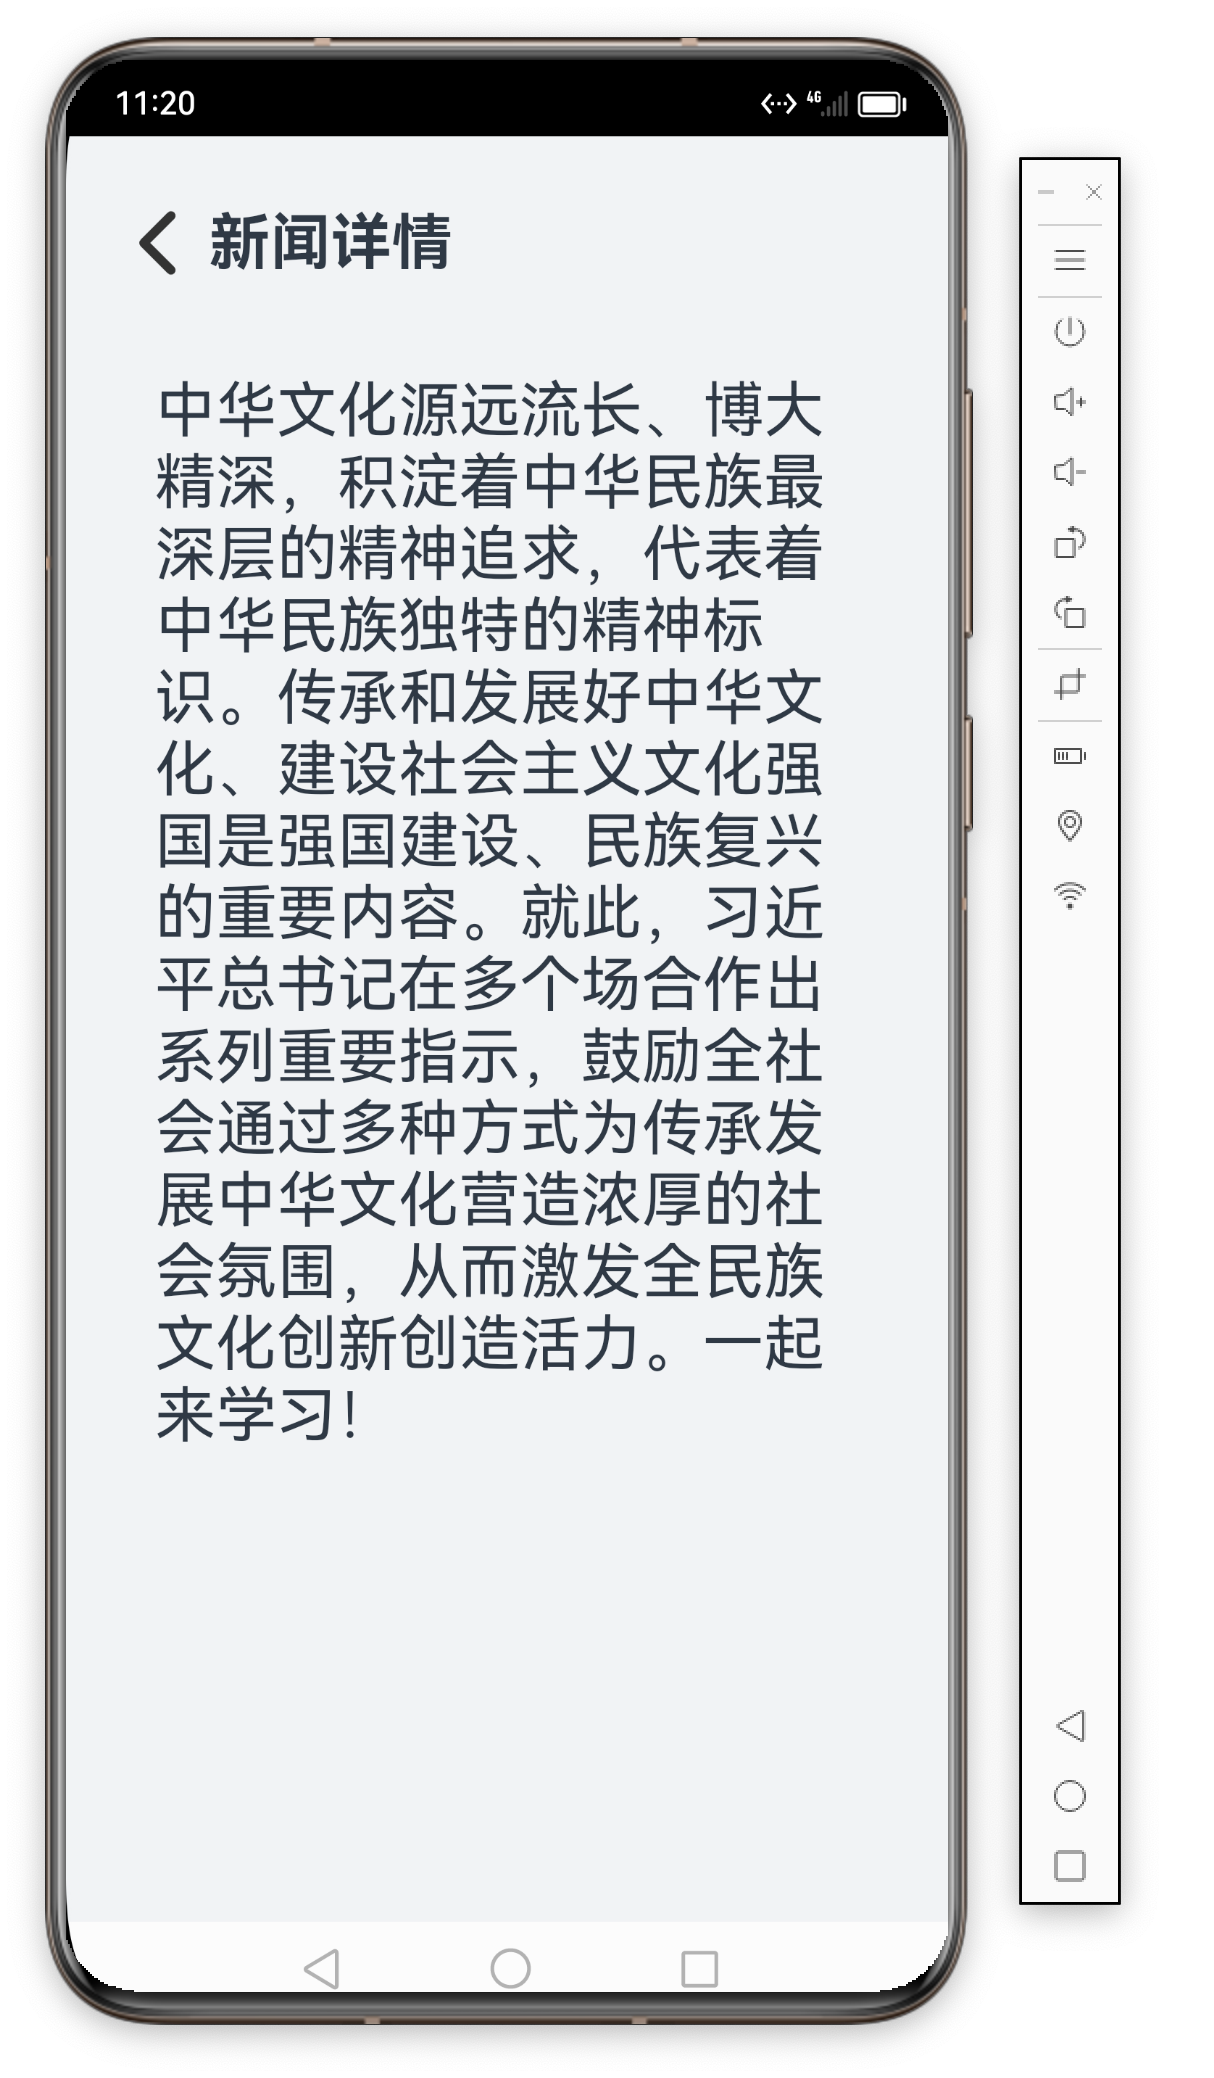 11:20
4G
新闻详情
中华文化源远流长、博大
精深，积淀着中华民族最
深层的精神追求，代表着
中华民族独特的精神标
识。传承和发展好中华文
化、建设社会主义文化强
国是强国建设、民族复兴
的重要内容。就此，习近
平总书记在多个场合作出
系列重要指示，鼓励全社
会通过多种方式为传承发
展中华文化营造浓厚的社
会氛围，从而激发全民族
文化创新创造活力。一起
来学习！